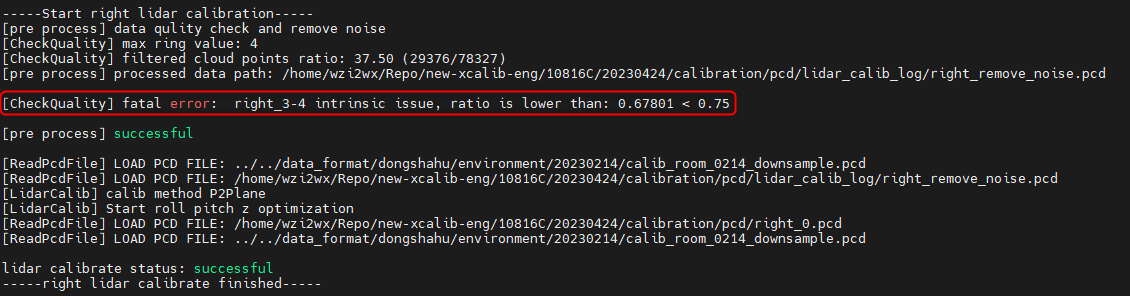 -----Start right lidar calibration-----
[pre process] data qulity check and remove noise
[CheckQuality] max ring value: 4
[CheckQuality] filtered cloud points ratio: 37.50 (29376/78327)
[pre process] processed data path: /home/wzi2wx/Repo/new-xcalib-eng/10816C/20230424/calibration/pcd/lidar_calib_log/right_remove_noise.pcd
[CheckQuality] fatal error:  right_3-4 intrinsic issue, ratio is lower than: 0.67801 < 0.75
[pre process] successful
[ReadPcdFile] LOAD PCD FILE: ../../data_format/dongshahu/environment/20230214/calib_room_0214_downsample.pcd
[ReadPcdFile] LOAD PCD FILE: /home/wzi2wx/Repo/new-xcalib-eng/10816C/20230424/calibration/pcd/lidar_calib_log/right_remove_noise.pcd
[LidarCalib] calib method P2Plane
[LidarCalib] Start roll pitch z optimization
[ReadPcdFile] LOAD PCD FILE: /home/wzi2wx/Repo/new-xcalib-eng/10816C/20230424/calibration/pcd/right_0.pcd
[ReadPcdFile] LOAD PCD FILE: ../../data_format/dongshahu/environment/20230214/calib_room_0214_downsample.pcd
lidar calibrate status: successful
-----right lidar calibrate finished-----